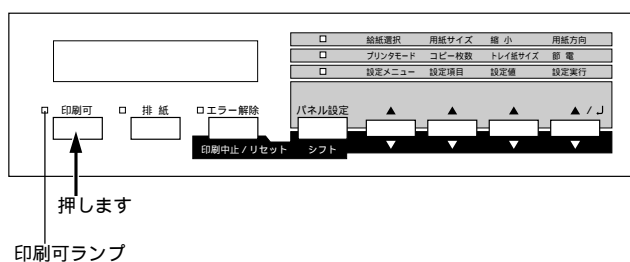 給紙選択 用紙サイズ 縮 小 用紙方向
プリンタモード コピー枚数 トレイ紙サイズ 節 電
設定メニュー 設定項目 設定値 設定実行
印刷可 排 紙 エラー解除 パネル設定 ▲ ▲ ▲ ▲ / ┘
印刷中止 / リセット シフト ▼ ▼ ▼ ▼
押します
印刷可ランプ